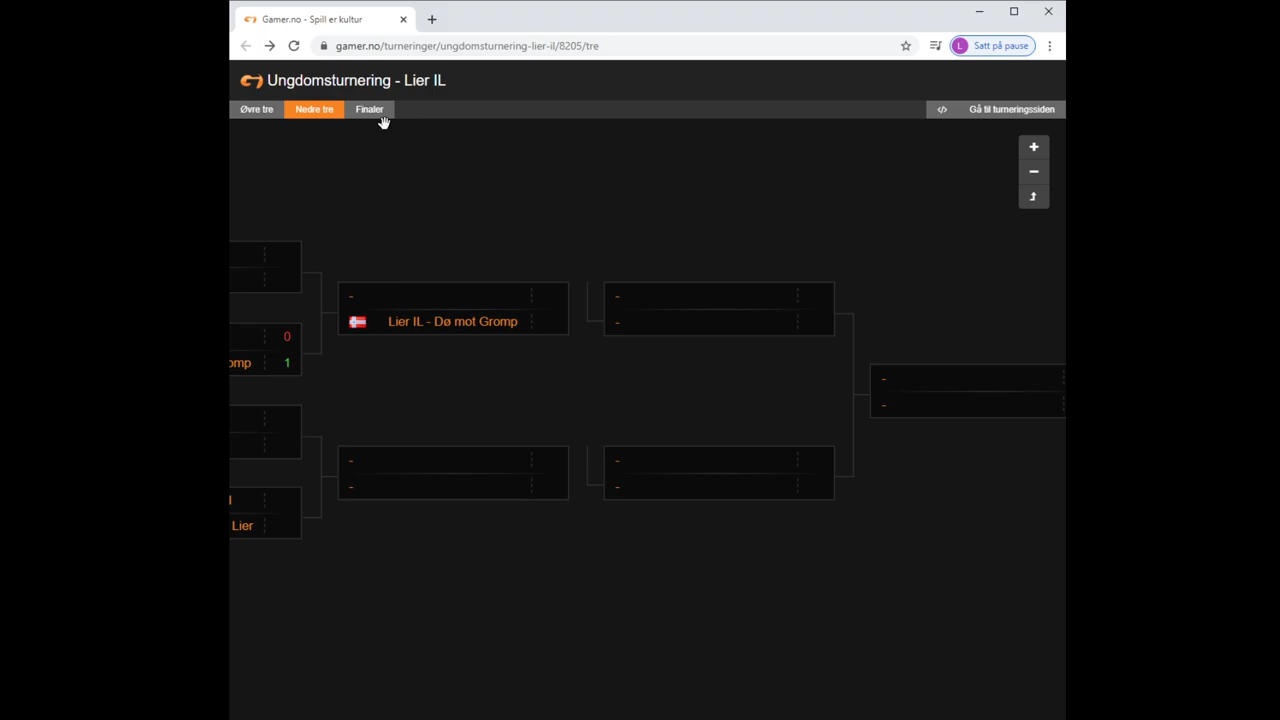 Gamer.no - Spill er kultur
gamer.no/turneringer/ungdomsturnering-lier-il/8205/tre
L Satt på pause
Ungdomsturnering - Lier IL
Øvre tre Nedre tre Finaler </> Gå til turneringssiden
+
-
-
-
Lier IL - Dø mot Gromp
-
0
omp 1
-
-
-
-
-
-
l
Lier